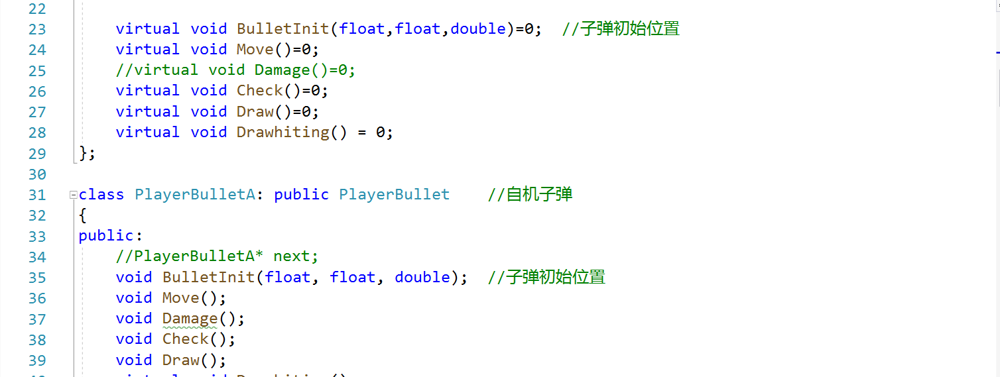 22
23 virtual void BulletInit(float,float,double)=0; //子弹初始位置
24 virtual void Move()=0;
25 //virtual void Damage()=0;
26 virtual void Check()=0;
27 virtual void Draw()=0;
28 virtual void Drawhiting() = 0;
29 };
30
31 class PlayerBulletA: public PlayerBullet //自机子弹
32 {
33 public:
34 //PlayerBulletA* next;
35 void BulletInit(float, float, double); //子弹初始位置
36 void Move();
37 void Damage();
38 void Check();
39 void Draw();